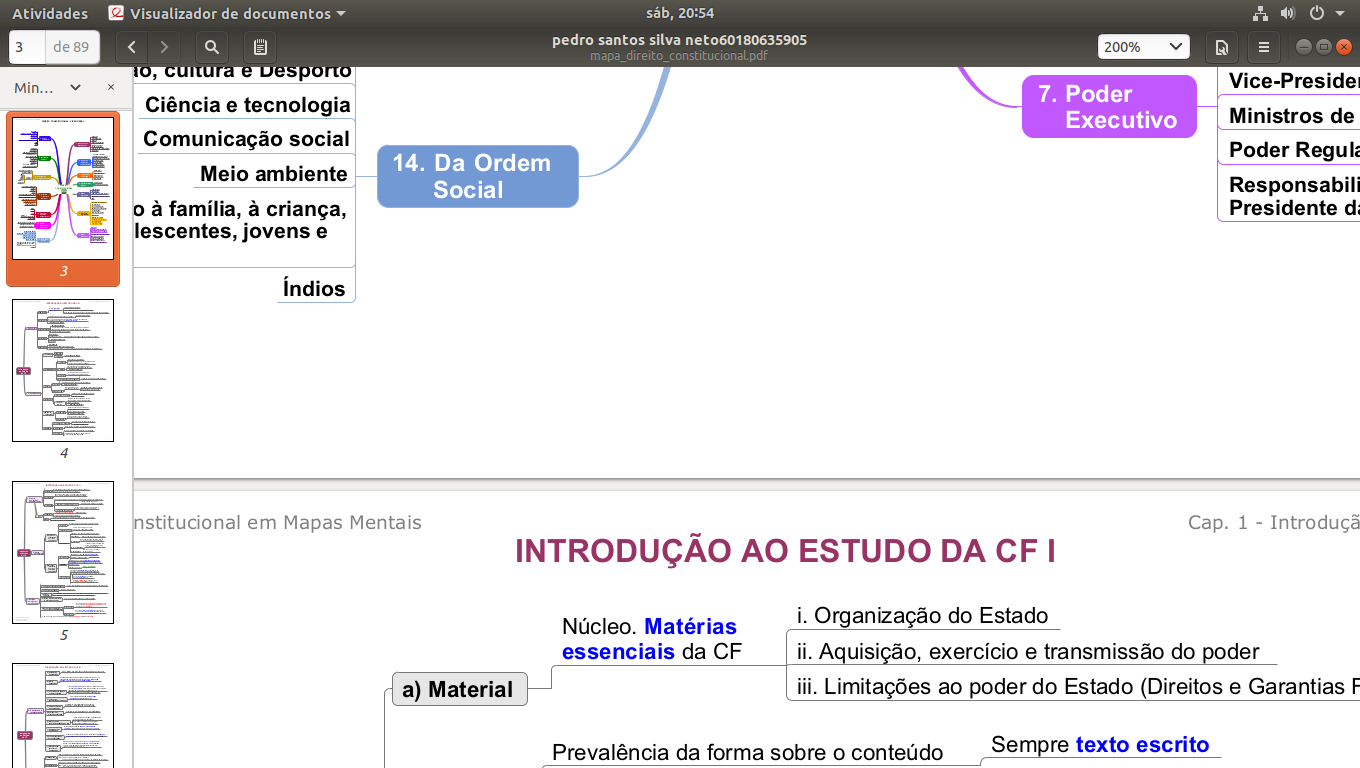 Atividades Visualizador de documentos sáb, 20:54
3 de 89
pedro santos silva neto60180635905
mapa_direito_constitucional.pdf
200%
Min...
3
4
5
ão, cultura e Desporto
Ciência e tecnologia
Comunicação social
Meio ambiente
o à família, à criança,
lescentes, jovens e
Índios
14. Da Ordem
Social
7. Poder
Executivo
Vice-Presiden
Ministros de
Poder Regula
Responsabili
Presidente da
nstitucional em Mapas Mentais
Cap. 1 - Introduçã
INTRODUÇÃO AO ESTUDO DA CF I
a) Material
Núcleo. Matérias
essenciais da CF
i. Organização do Estado
ii. Aquisição, exercício e transmissão do poder
iii. Limitações ao poder do Estado (Direitos e Garantias F
Prevalência da forma sobre o conteúdo
Sempre texto escrito